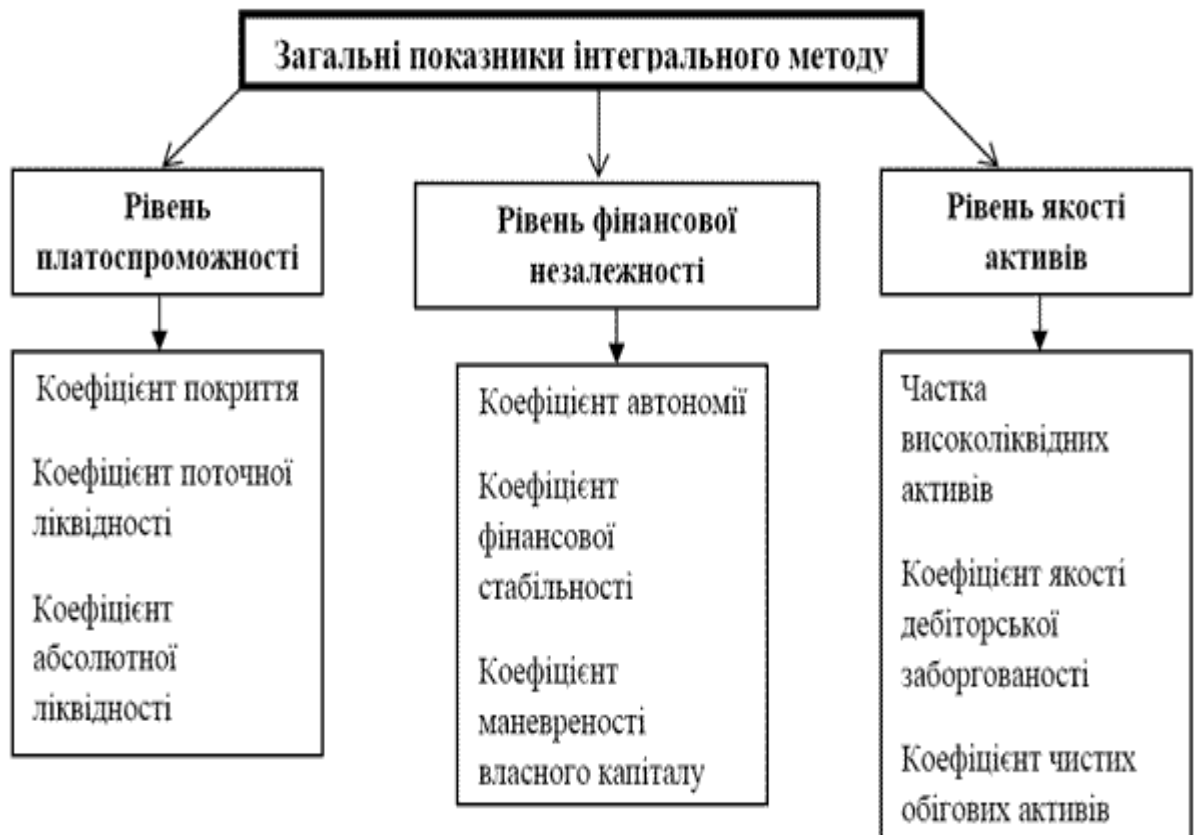 Загальні показники інтегрального методу
Рівень
платоспроможності
Рівень фінансової
незалежності
Рівень якості
активів
Коефіцієнт покриття
Коефіцієнт поточної
ліквідності
Коефіцієнт
абсолютної
ліквідності
Коефіцієнт автономії
Коефіцієнт
фінансової
стабільності
Коефіцієнт
маневреності
власного капіталу
Частка
високоліквідних
активів
Коефіцієнт якості
дебіторської
заборгованості
Коефіцієнт чистих
обігових активів